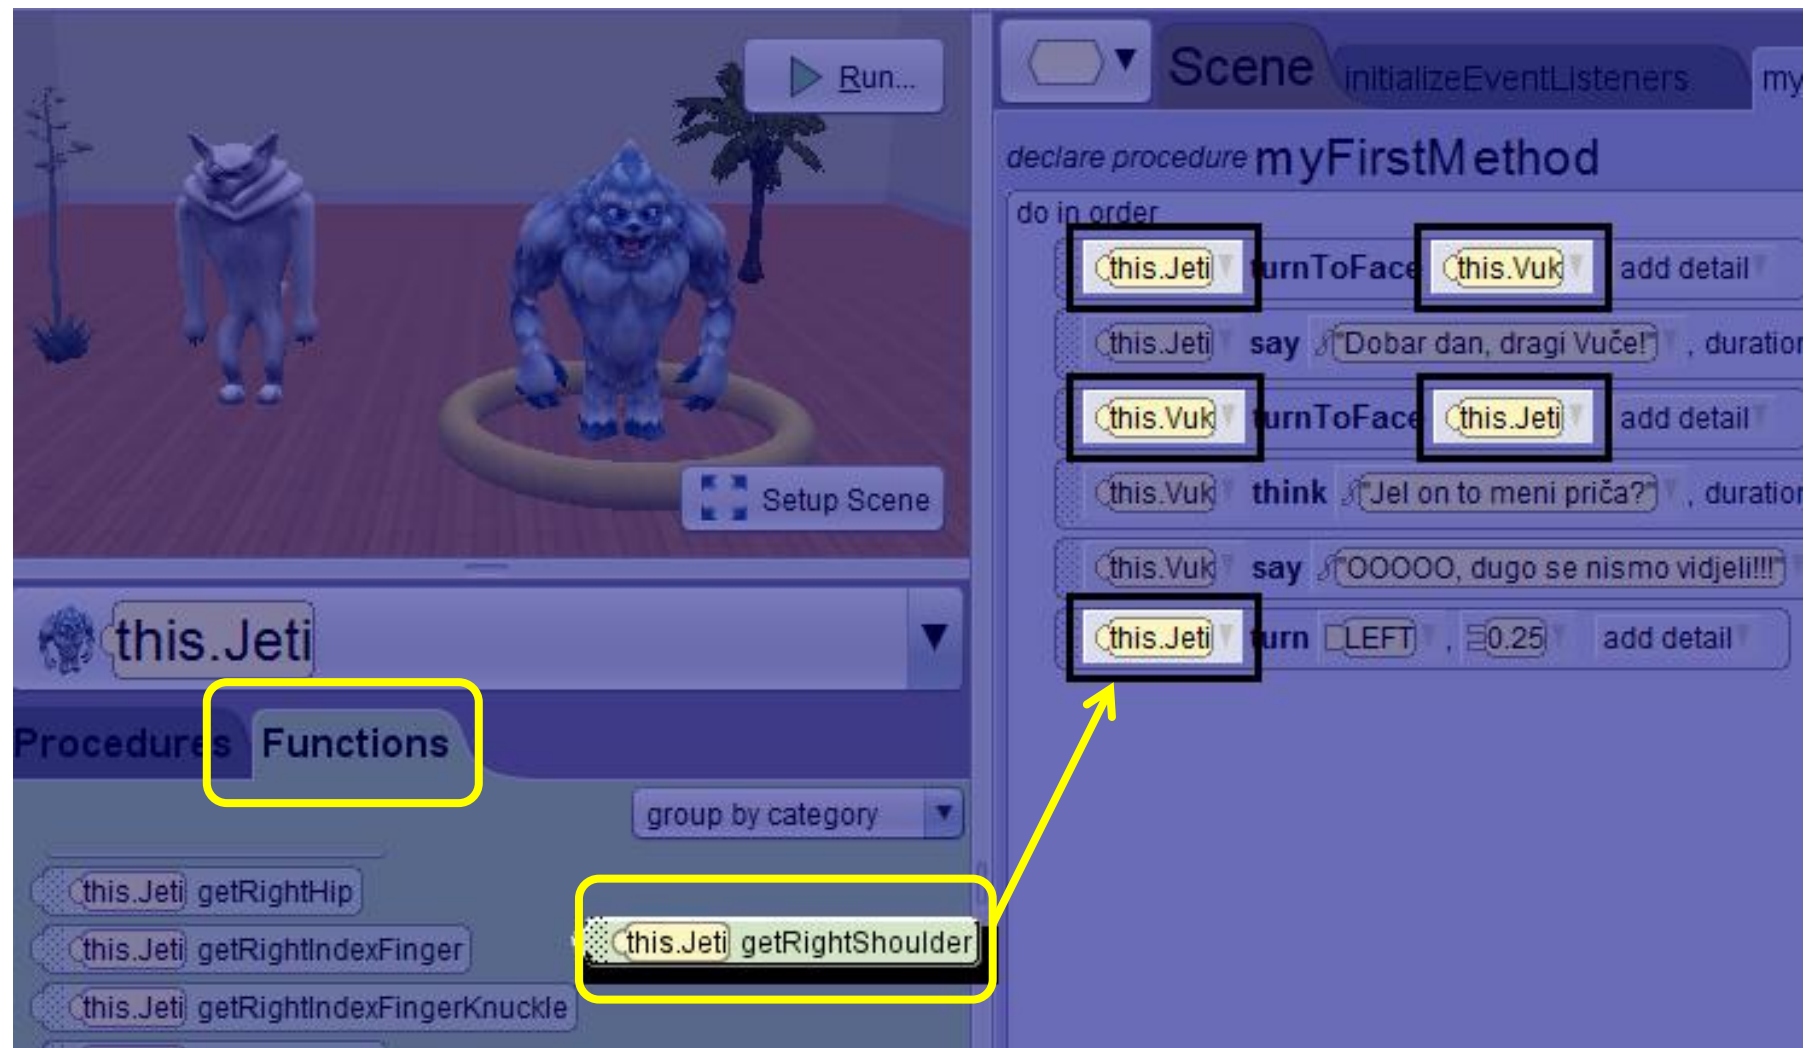 Run...
Setup Scene
this.Jeti
Procedures Functions
group by category
this.Jeti getRightHip
this.Jeti getRightIndexFinger
this.Jeti getRightIndexFingerKnuckle
this.Jeti getRightShoulder
Scene initializeEventListeners my
declare procedure myFirstMethod
do in order
this.Jeti turnToFace this.Vuk add detail
this.Jeti say "Dobar dan, dragi Vuče!" , duration
this.Vuk turnToFace this.Jeti add detail
this.Vuk think "Jel on to meni priča?" , duration
this.Vuk say "OOOOO, dugo se nismo vidjeli!!!"
this.Jeti turn LEFT , 0.25 add detail